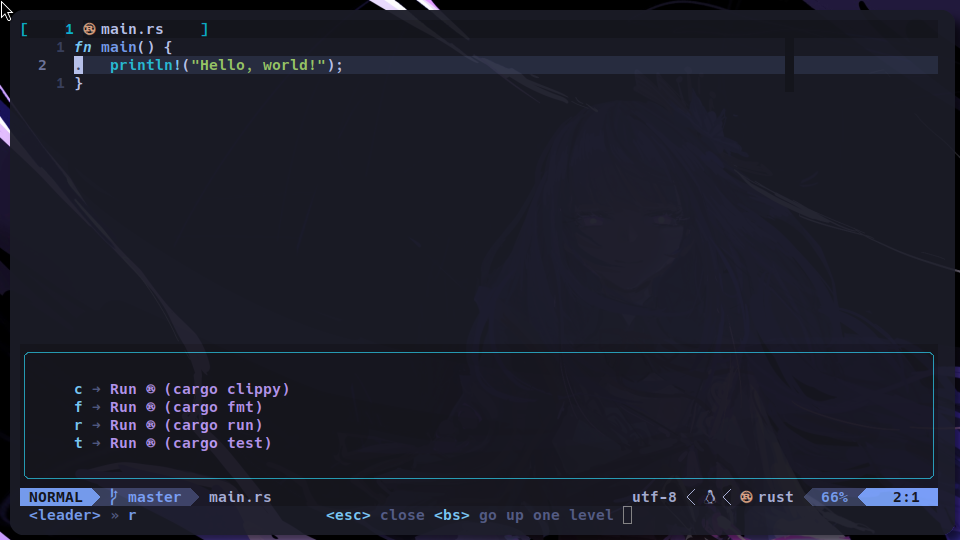 [ 1 main.rs ]
1 fn main() {
2 . println!("Hello, world!");
1 }
c → Run (cargo clippy)
f → Run (cargo fmt)
r → Run (cargo run)
t → Run (cargo test)
NORMAL master main.rs utf-8 rust 66% 2:1
<leader> » r <esc> close <bs> go up one level